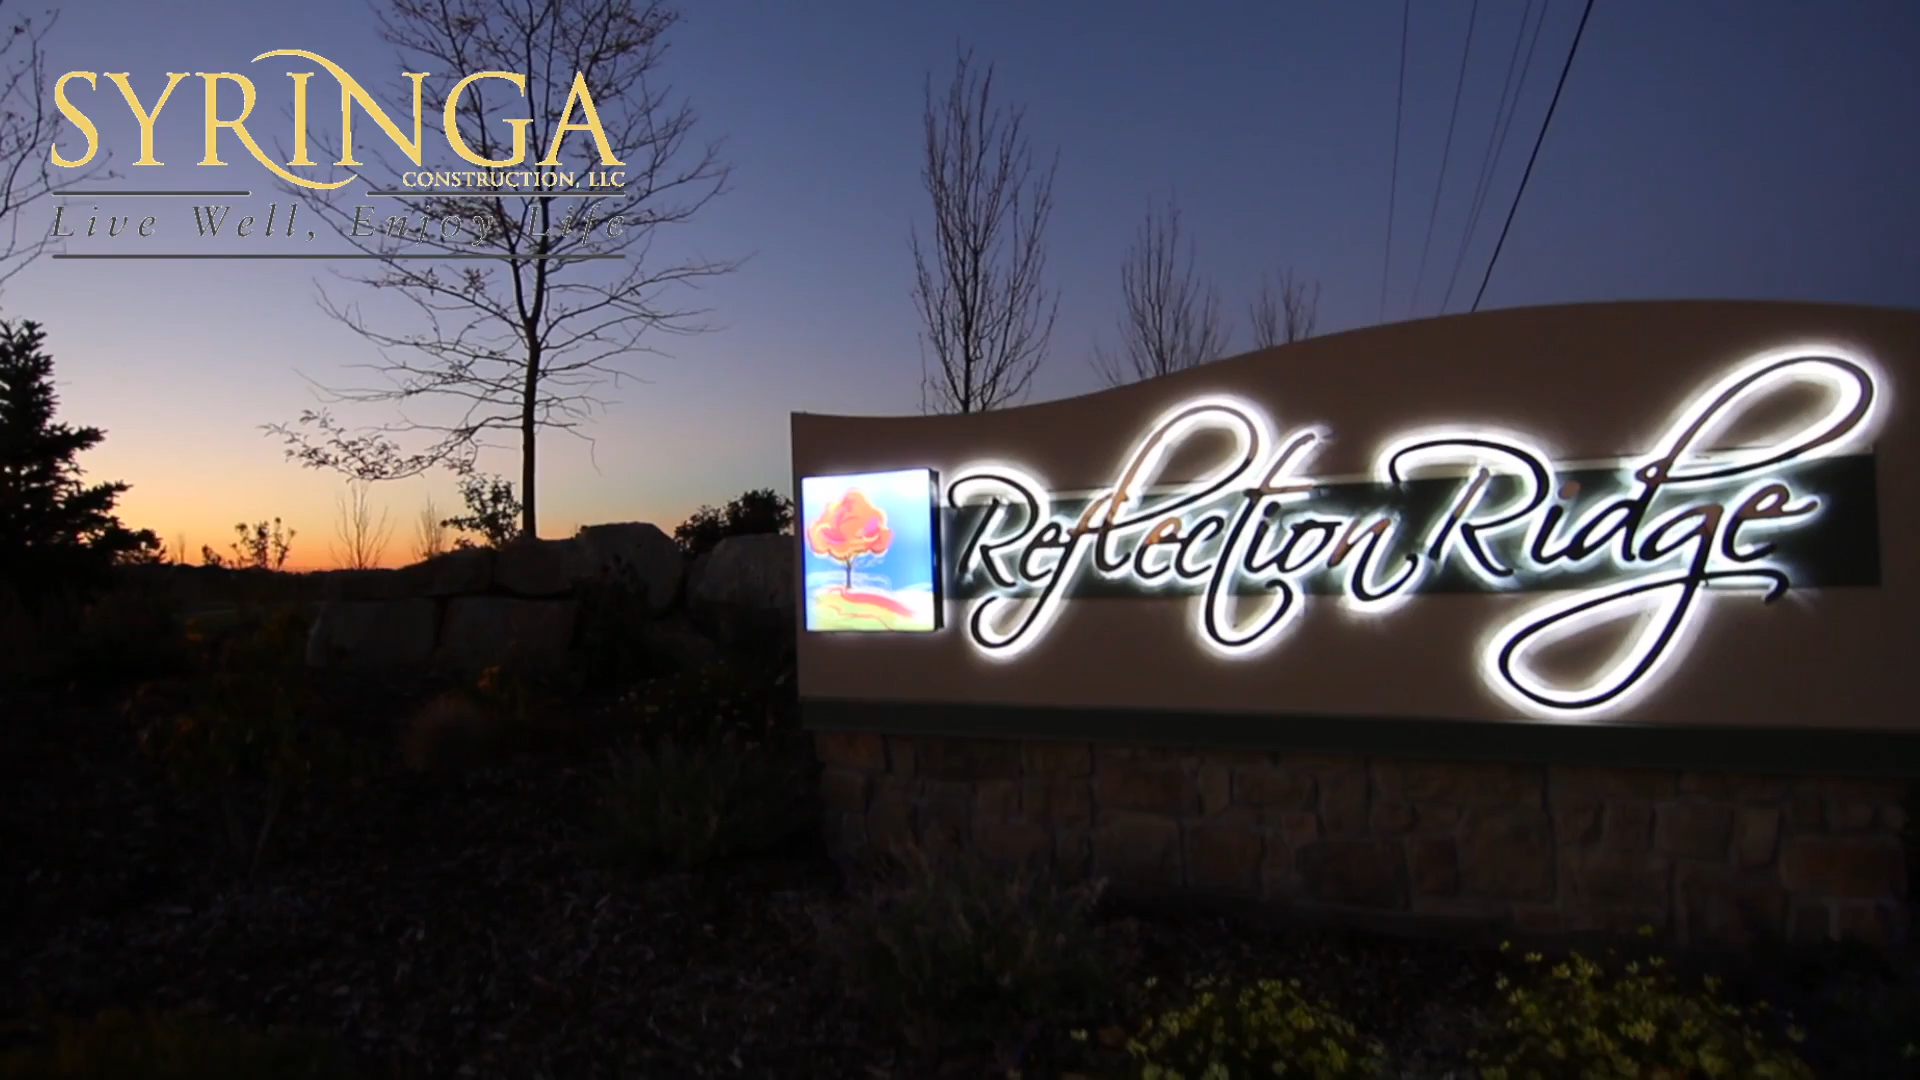 SYRINGA
CONSTRUCTION, LLC
Live Well, Enjoy Life
Reflection Ridge